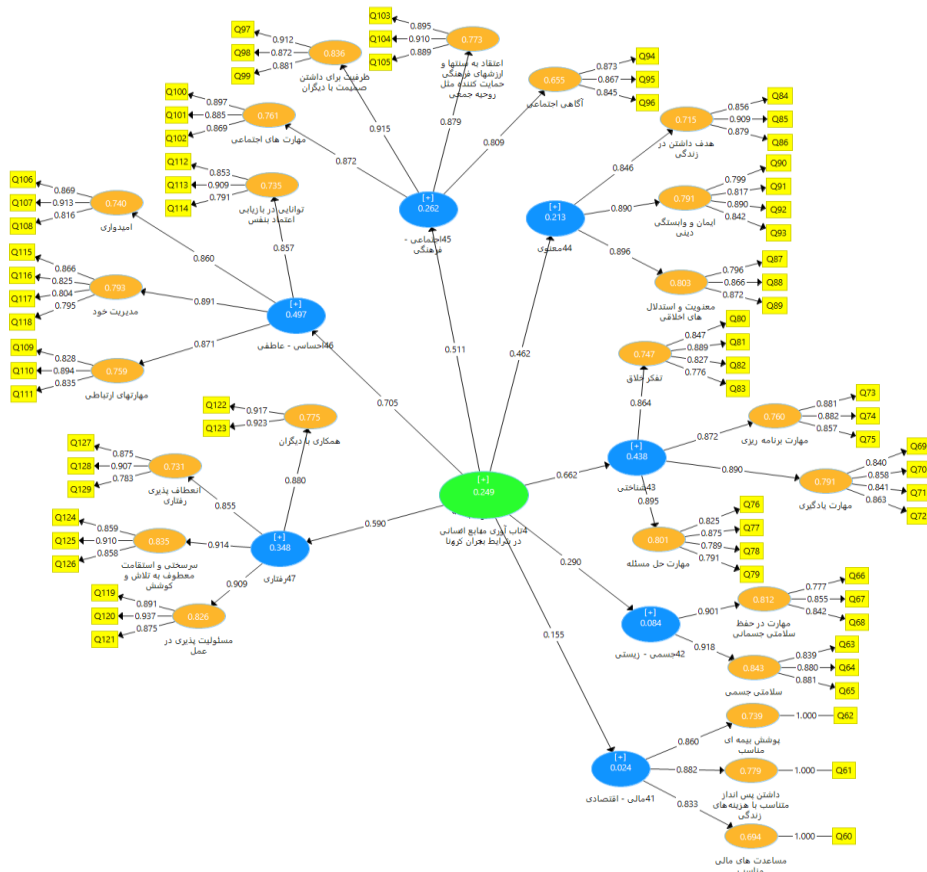 Q97
Q98
Q99
0.912
0.872
0.881
0.836
ظرفیت برای داشتن
صمیمت با دیگران
Q103
Q104
Q105
0.895
0.910
0.889
0.773
اعتقاد به سنتها و
ارزشهای فرهنگی
حمایت کننده مثل
روحیه جمعی
0.655
آگاهی اجتماعی
0.873
0.867
0.845
Q94
Q95
Q96
Q100
Q101
Q102
0.897
0.885
0.869
0.761
مهارت های اجتماعی
0.915
0.879
0.809
0.872
Q84
Q85
Q86
0.856
0.909
0.879
0.715
هدف داشتن در
زندگی
Q112
Q113
Q114
0.853
0.909
0.791
0.735
توانایی در بازیابی
اعتماد بنفس
Q90
Q91
Q92
Q93
0.799
0.817
0.890
0.842
0.791
ایمان و وابستگی
دینی
0.846
0.890
0.896
[+]
0.213
44معنوی
[+]
0.262
45اجتماعی -
فرهنگی
Q106
Q107
Q108
0.869
0.913
0.816
0.740
امیدواری
0.857
0.860
0.891
0.871
Q87
Q88
Q89
0.796
0.866
0.872
0.803
معنویت و استدلال
های اخلاقی
Q115
Q116
Q117
Q118
0.866
0.825
0.804
0.795
0.793
مدیریت خود
[+]
0.497
46احساسی - عاطفی
Q109
Q110
Q111
0.828
0.894
0.835
0.759
مهارتهای ارتباطی
Q80
Q81
Q82
Q83
0.847
0.889
0.827
0.776
0.747
تفکر خلاق
0.511
0.462
0.705
Q73
Q74
Q75
0.881
0.882
0.857
0.760
مهارت برنامه ریزی
0.864
0.872
0.890
0.895
[+]
0.438
43شناختی
0.662
Q122
Q123
0.917
0.923
0.775
همکاری با دیگران
Q69
Q70
Q71
Q72
0.840
0.858
0.841
0.863
0.791
مهارت یادگیری
Q127
Q128
Q129
0.875
0.907
0.783
0.731
انعطاف پذیری
رفتاری
[+]
0.249
4تاب آوری منابع انسانی
در شرایط بحران کرونا
0.880
0.855
0.914
0.909
0.590
Q76
Q77
Q78
Q79
0.825
0.875
0.789
0.791
0.801
مهارت حل مسئله
Q124
Q125
Q126
0.859
0.910
0.858
0.835
سرسختی و استقامت
معطوف به تلاش و
کوشش
[+]
0.348
47رفتاری
0.290
Q119
Q120
Q121
0.891
0.937
0.875
0.826
مسئولیت پذیری در
عمل
Q66
Q67
Q68
0.777
0.855
0.842
0.812
مهارت در حفظ
سلامتی جسمانی
0.901
0.918
[+]
0.084
42جسمی - زیستی
0.155
Q63
Q64
Q65
0.839
0.880
0.881
0.843
سلامتی جسمی
0.739
1.000
Q62
پوشش بیمه ای
مناسب
0.860
0.882
0.833
[+]
0.024
41مالی - اقتصادی
0.779
1.000
Q61
داشتن پس انداز
متناسب با هزینه های
زندگی
0.694
1.000
Q60
مساعدت های مالی
مناسب